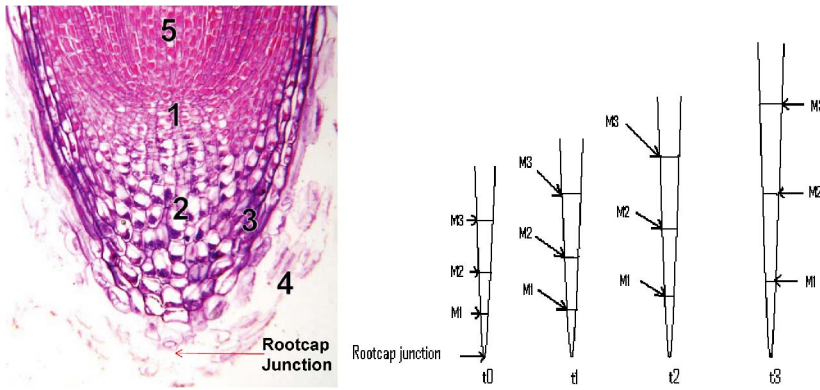 5
1
2
3
4
Rootcap
Junction
Rootcap junction
M3
M2
M1
t0
M3
M2
M1
t1
M3
M2
M1
t2
M3
M2
M1
t3